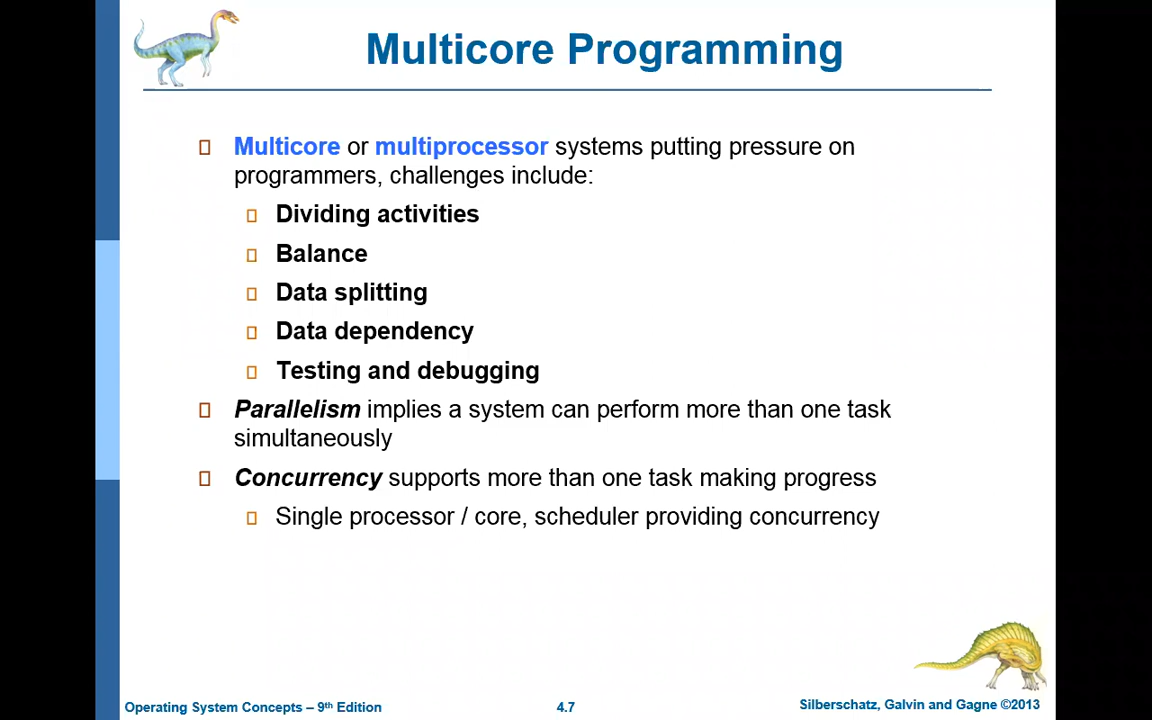 Multicore Programming
Multicore or multiprocessor systems putting pressure on
programmers, challenges include:
Dividing activities
Balance
Data splitting
Data dependency
Testing and debugging
Parallelism implies a system can perform more than one task
simultaneously
Concurrency supports more than one task making progress
Single processor / core, scheduler providing concurrency
Operating System Concepts – 9th Edition
4.7
Silberschatz, Galvin and Gagne ©2013